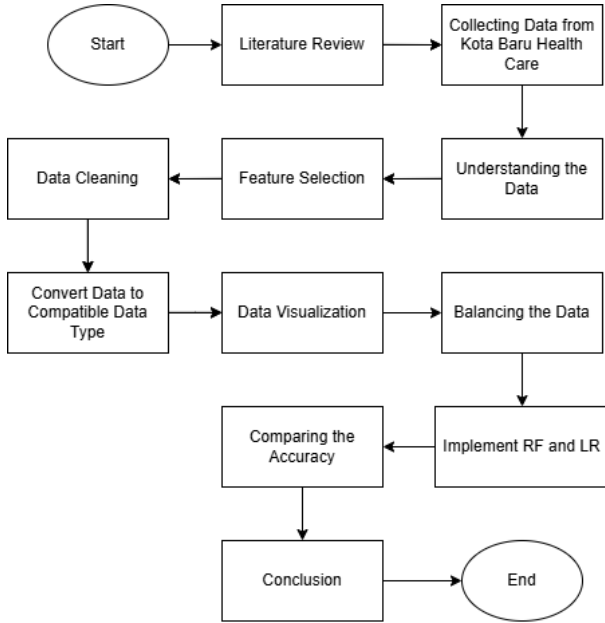 Start
Literature Review
Collecting Data from
Kota Baru Health
Care
Understanding the
Data
Feature Selection
Data Cleaning
Convert Data to
Compatible Data
Type
Data Visualization
Balancing the Data
Implement RF and LR
Comparing the
Accuracy
Conclusion
End